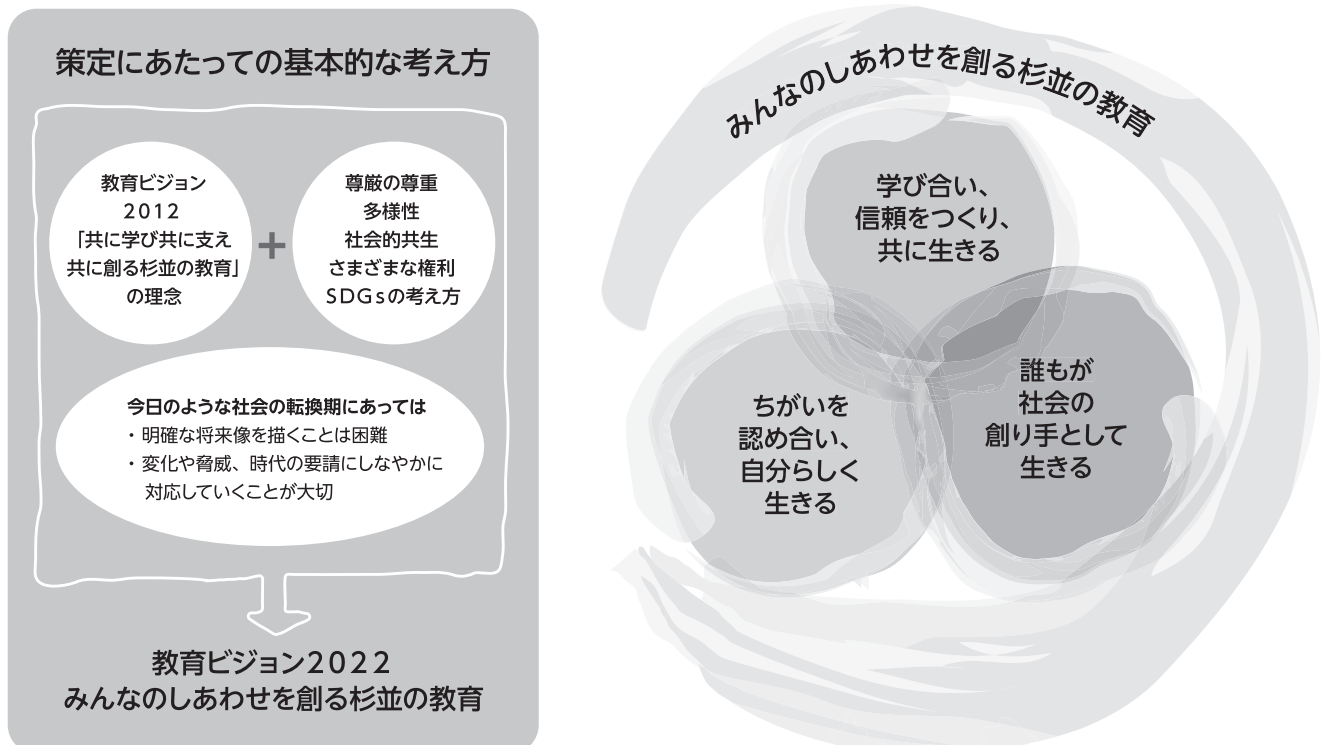 策定にあたっての基本的な考え方
教育ビジョン
2012
「共に学び共に支え
共に創る杉並の教育」
の理念
+
尊厳の尊重
多様性
社会的共生
さまざまな権利
SDGsの考え方
今日のような社会の転換期にあっては
・明確な将来像を描くことは困難
・変化や脅威、時代の要請にしなやかに
対応していくことが大切
教育ビジョン2022
みんなのしあわせを創る杉並の教育
みんなのしあわせを創る杉並の教育
学び合い、
信頼をつくり、
共に生きる
ちがいを
認め合い、
自分らしく
生きる
誰もが
社会の
創り手として
生きる